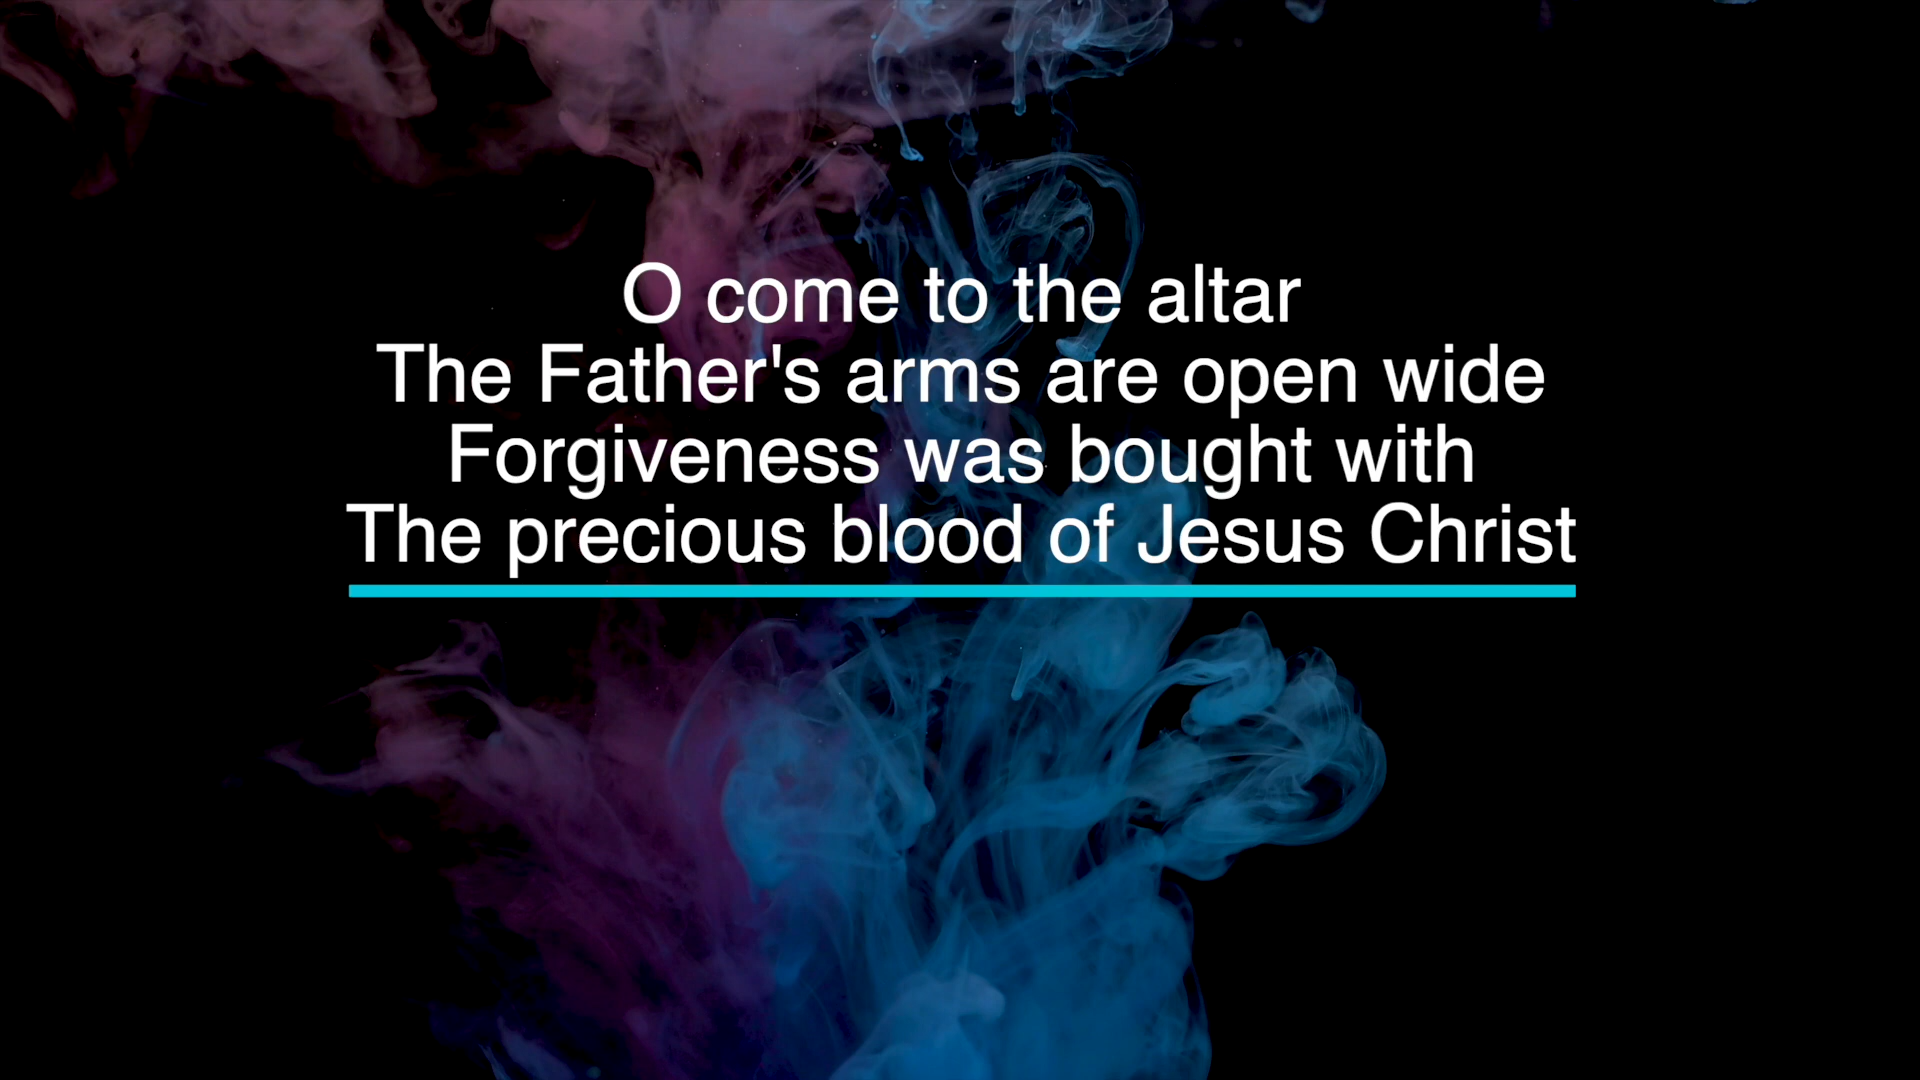 O come to the altar
The Father's arms are open wide
Forgiveness was bought with
The precious blood of Jesus Christ